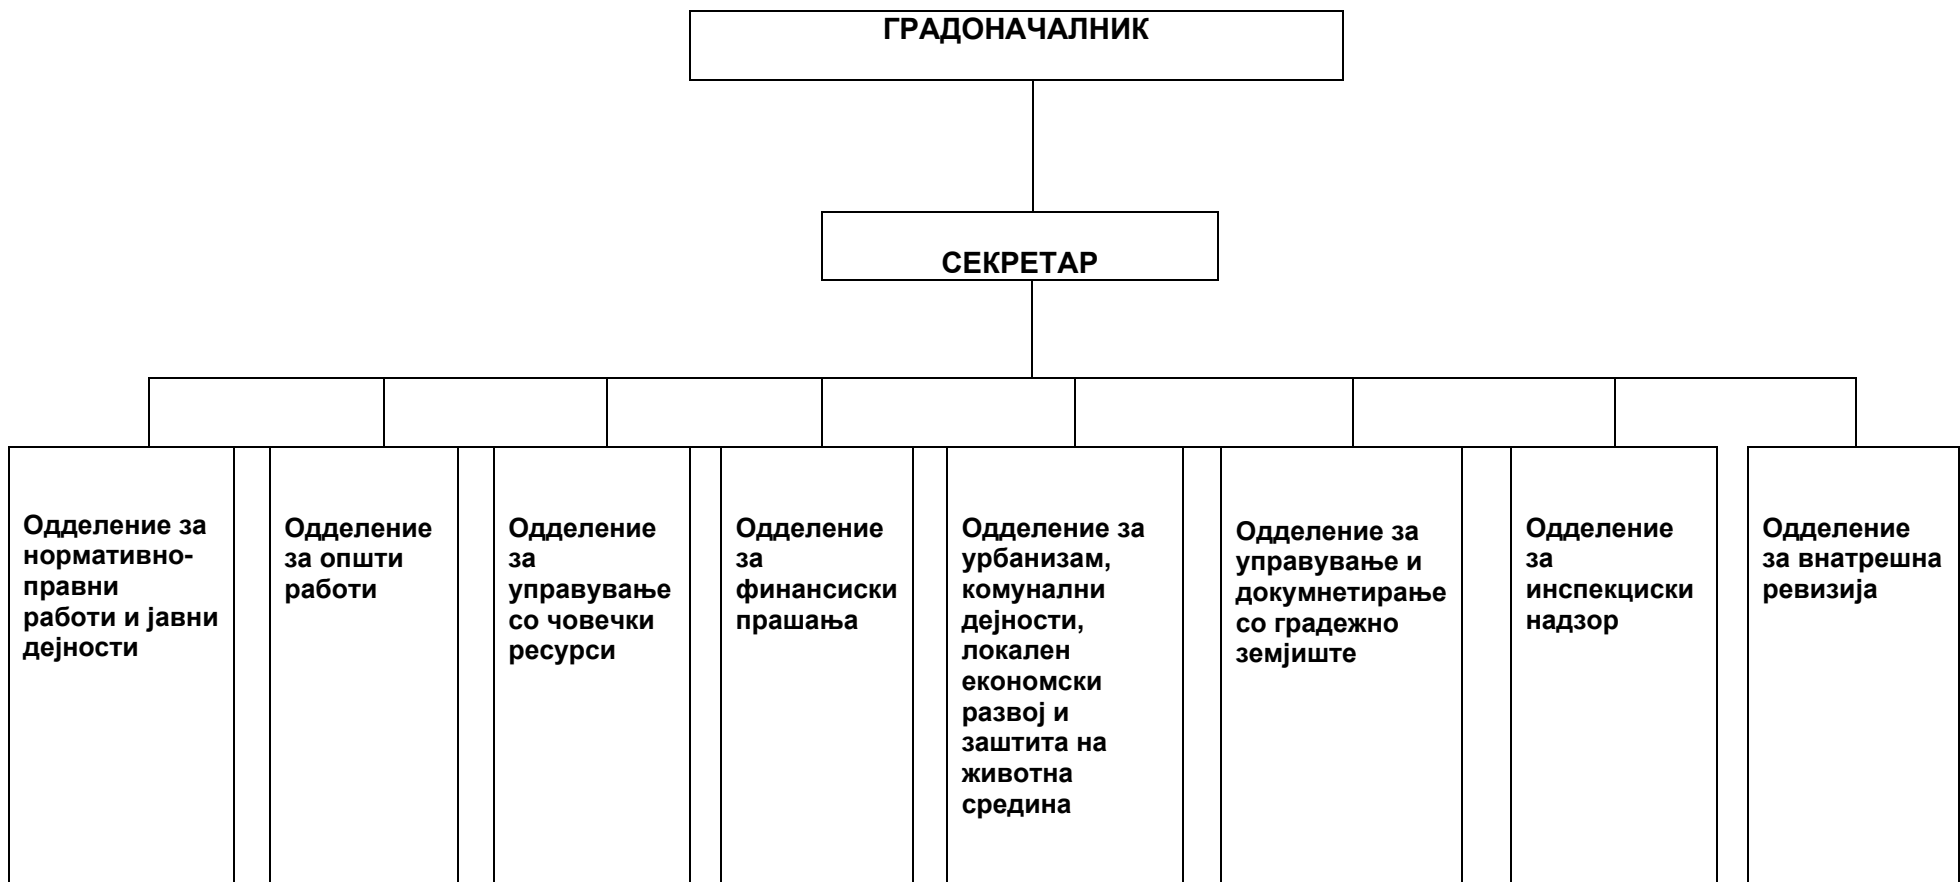 ГРАДОНАЧАЛНИК
СЕКРЕТАР
Одделение за
нормативно-
правни
работи и јавни
дејности
Одделение
за општи
работи
Одделение
за
управување
со човечки
ресурси
Одделение
за
финансиски
прашања
Одделение за
урбанизам,
комунални
дејности,
локален
економски
развој и
заштита на
животна
средина
Одделение за
управување и
докумнетирање
со градежно
земјиште
Одделение
за
инспекциски
надзор
Одделение
за внатрешна
ревизија